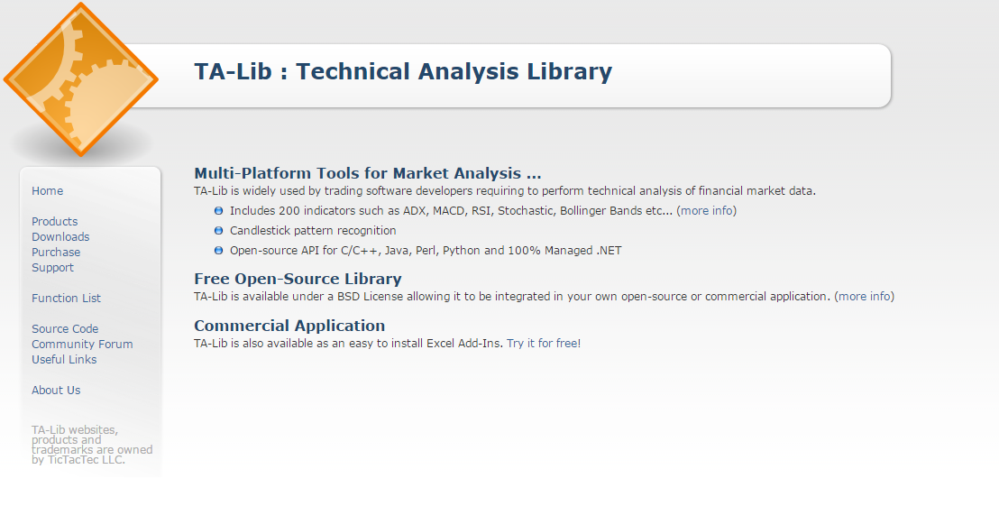 TA-Lib : Technical Analysis Library
Home
Products
Downloads
Purchase
Support
Function List
Source Code
Community Forum
Useful Links
About Us
TA-Lib websites,
products and
trademarks are owned
by TicTacTec LLC.
Multi-Platform Tools for Market Analysis ...
TA-Lib is widely used by trading software developers requiring to perform technical analysis of financial market data.
Includes 200 indicators such as ADX, MACD, RSI, Stochastic, Bollinger Bands etc... (more info)
Candlestick pattern recognition
Open-source API for C/C++, Java, Perl, Python and 100% Managed .NET
Free Open-Source Library
TA-Lib is available under a BSD License allowing it to be integrated in your own open-source or commercial application. (more info)
Commercial Application
TA-Lib is also available as an easy to install Excel Add-Ins. Try it for free!